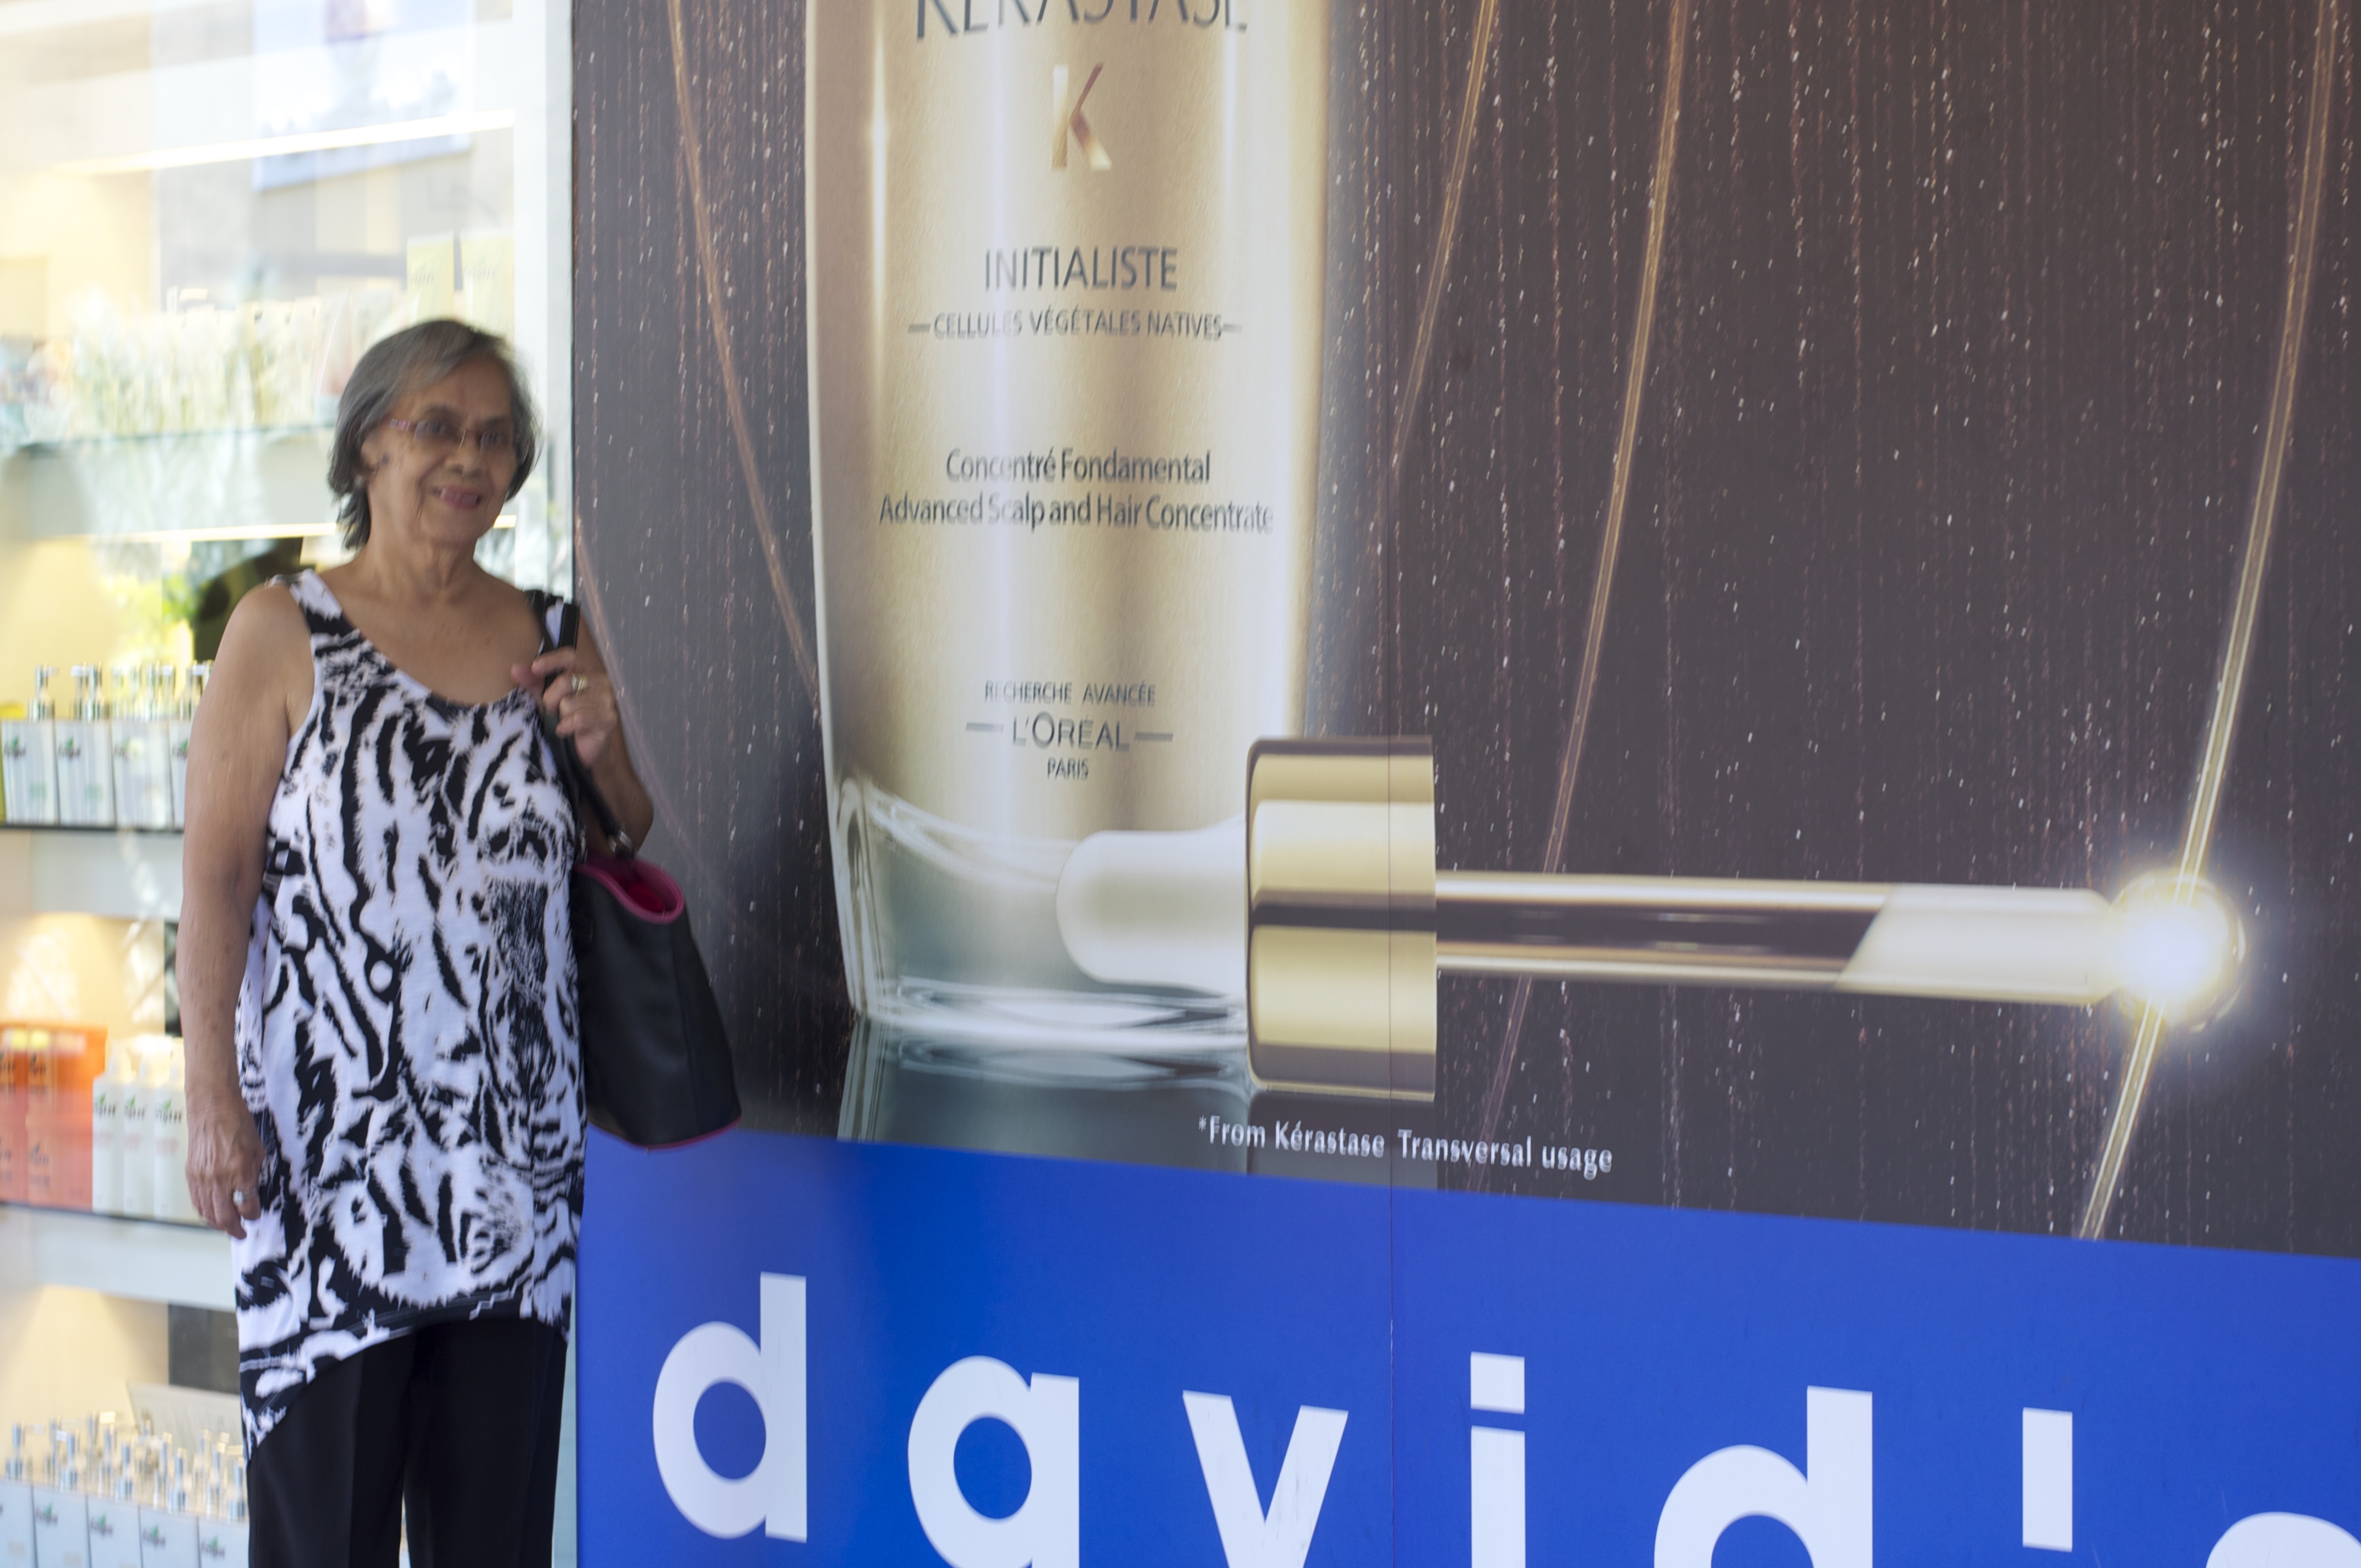 KÉRASTASE
K
INITIALISTE
CELLULES VÉGÉTALES NATIVES
Concentré Fondamental
Advanced Scalp and Hair Concentrate
RECHERCHE AVANCÉE
L'ORÉAL
PARIS
*From Kérastase Transversal usage
david's